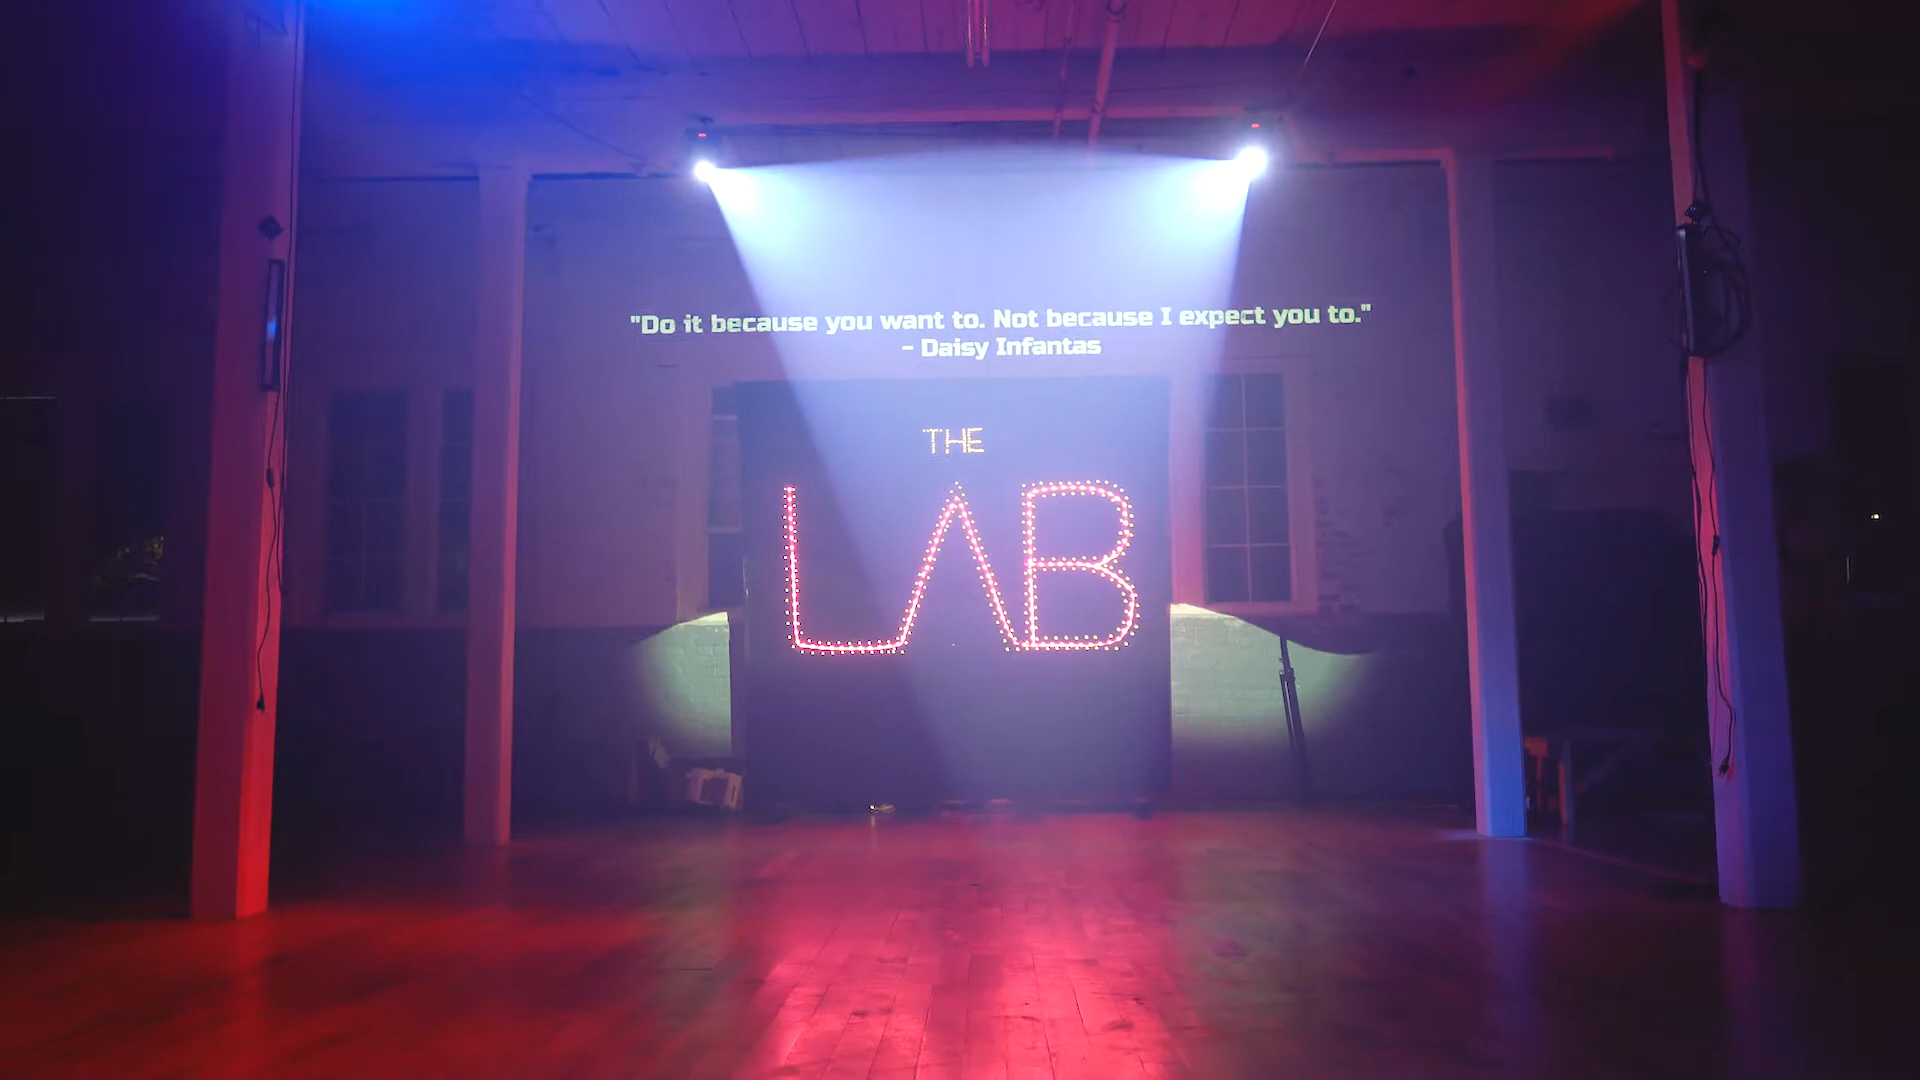 "Do it because you want to. Not because I expect you to."
- Daisy Infantas
THE
LAB